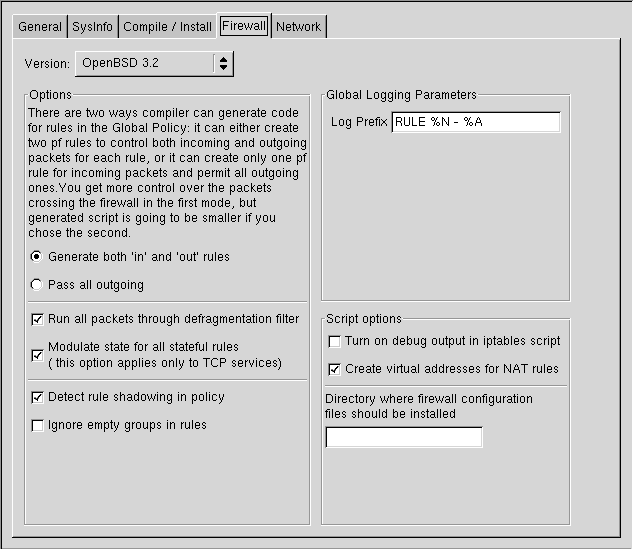 General SysInfo Compile / Install Firewall Network
Version: OpenBSD 3.2
Options
There are two ways compiler can generate code
for rules in the Global Policy: it can either create
two pf rules to control both incoming and outgoing
packets for each rule, or it can create only one pf
rule for incoming packets and permit all outgoing
ones.You get more control over the packets
crossing the firewall in the first mode, but
generated script is going to be smaller if you
chose the second.
Generate both 'in' and 'out' rules
Pass all outgoing
Run all packets through defragmentation filter
Modulate state for all stateful rules
( this option applies only to TCP services)
Detect rule shadowing in policy
Ignore empty groups in rules
Global Logging Parameters
Log Prefix RULE %N - %A
Script options
Turn on debug output in iptables script
Create virtual addresses for NAT rules
Directory where firewall configuration
files should be installed